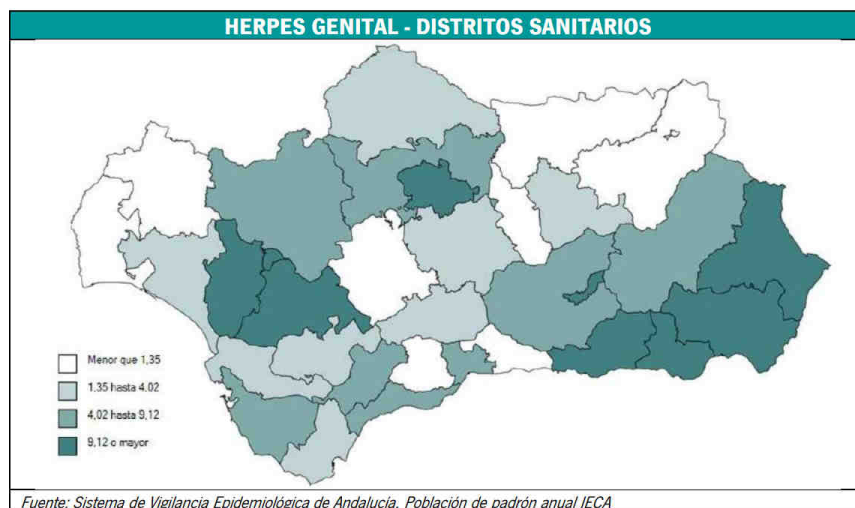 HERPES GENITAL - DISTRITOS SANITARIOS
Menor que 1,35
1,35 hasta 4,02
4,02 hasta 9,12
9,12 o mayor
Fuente: Sistema de Vigilancia Epidemiológica de Andalucía. Población de padrón anual IECA